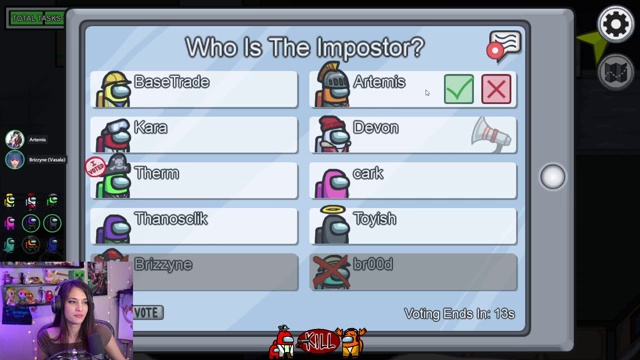 TOTAL TASKS
Who Is The Impostor?
BaseTrade
Artemis
Kara
Devon
I VOTED
Therm
cark
Thanosclik
Toyish
Brizzyne
br00d
VOTE
Voting Ends In: 13s
Artemis
Brizzyne (Vasala)
KILL